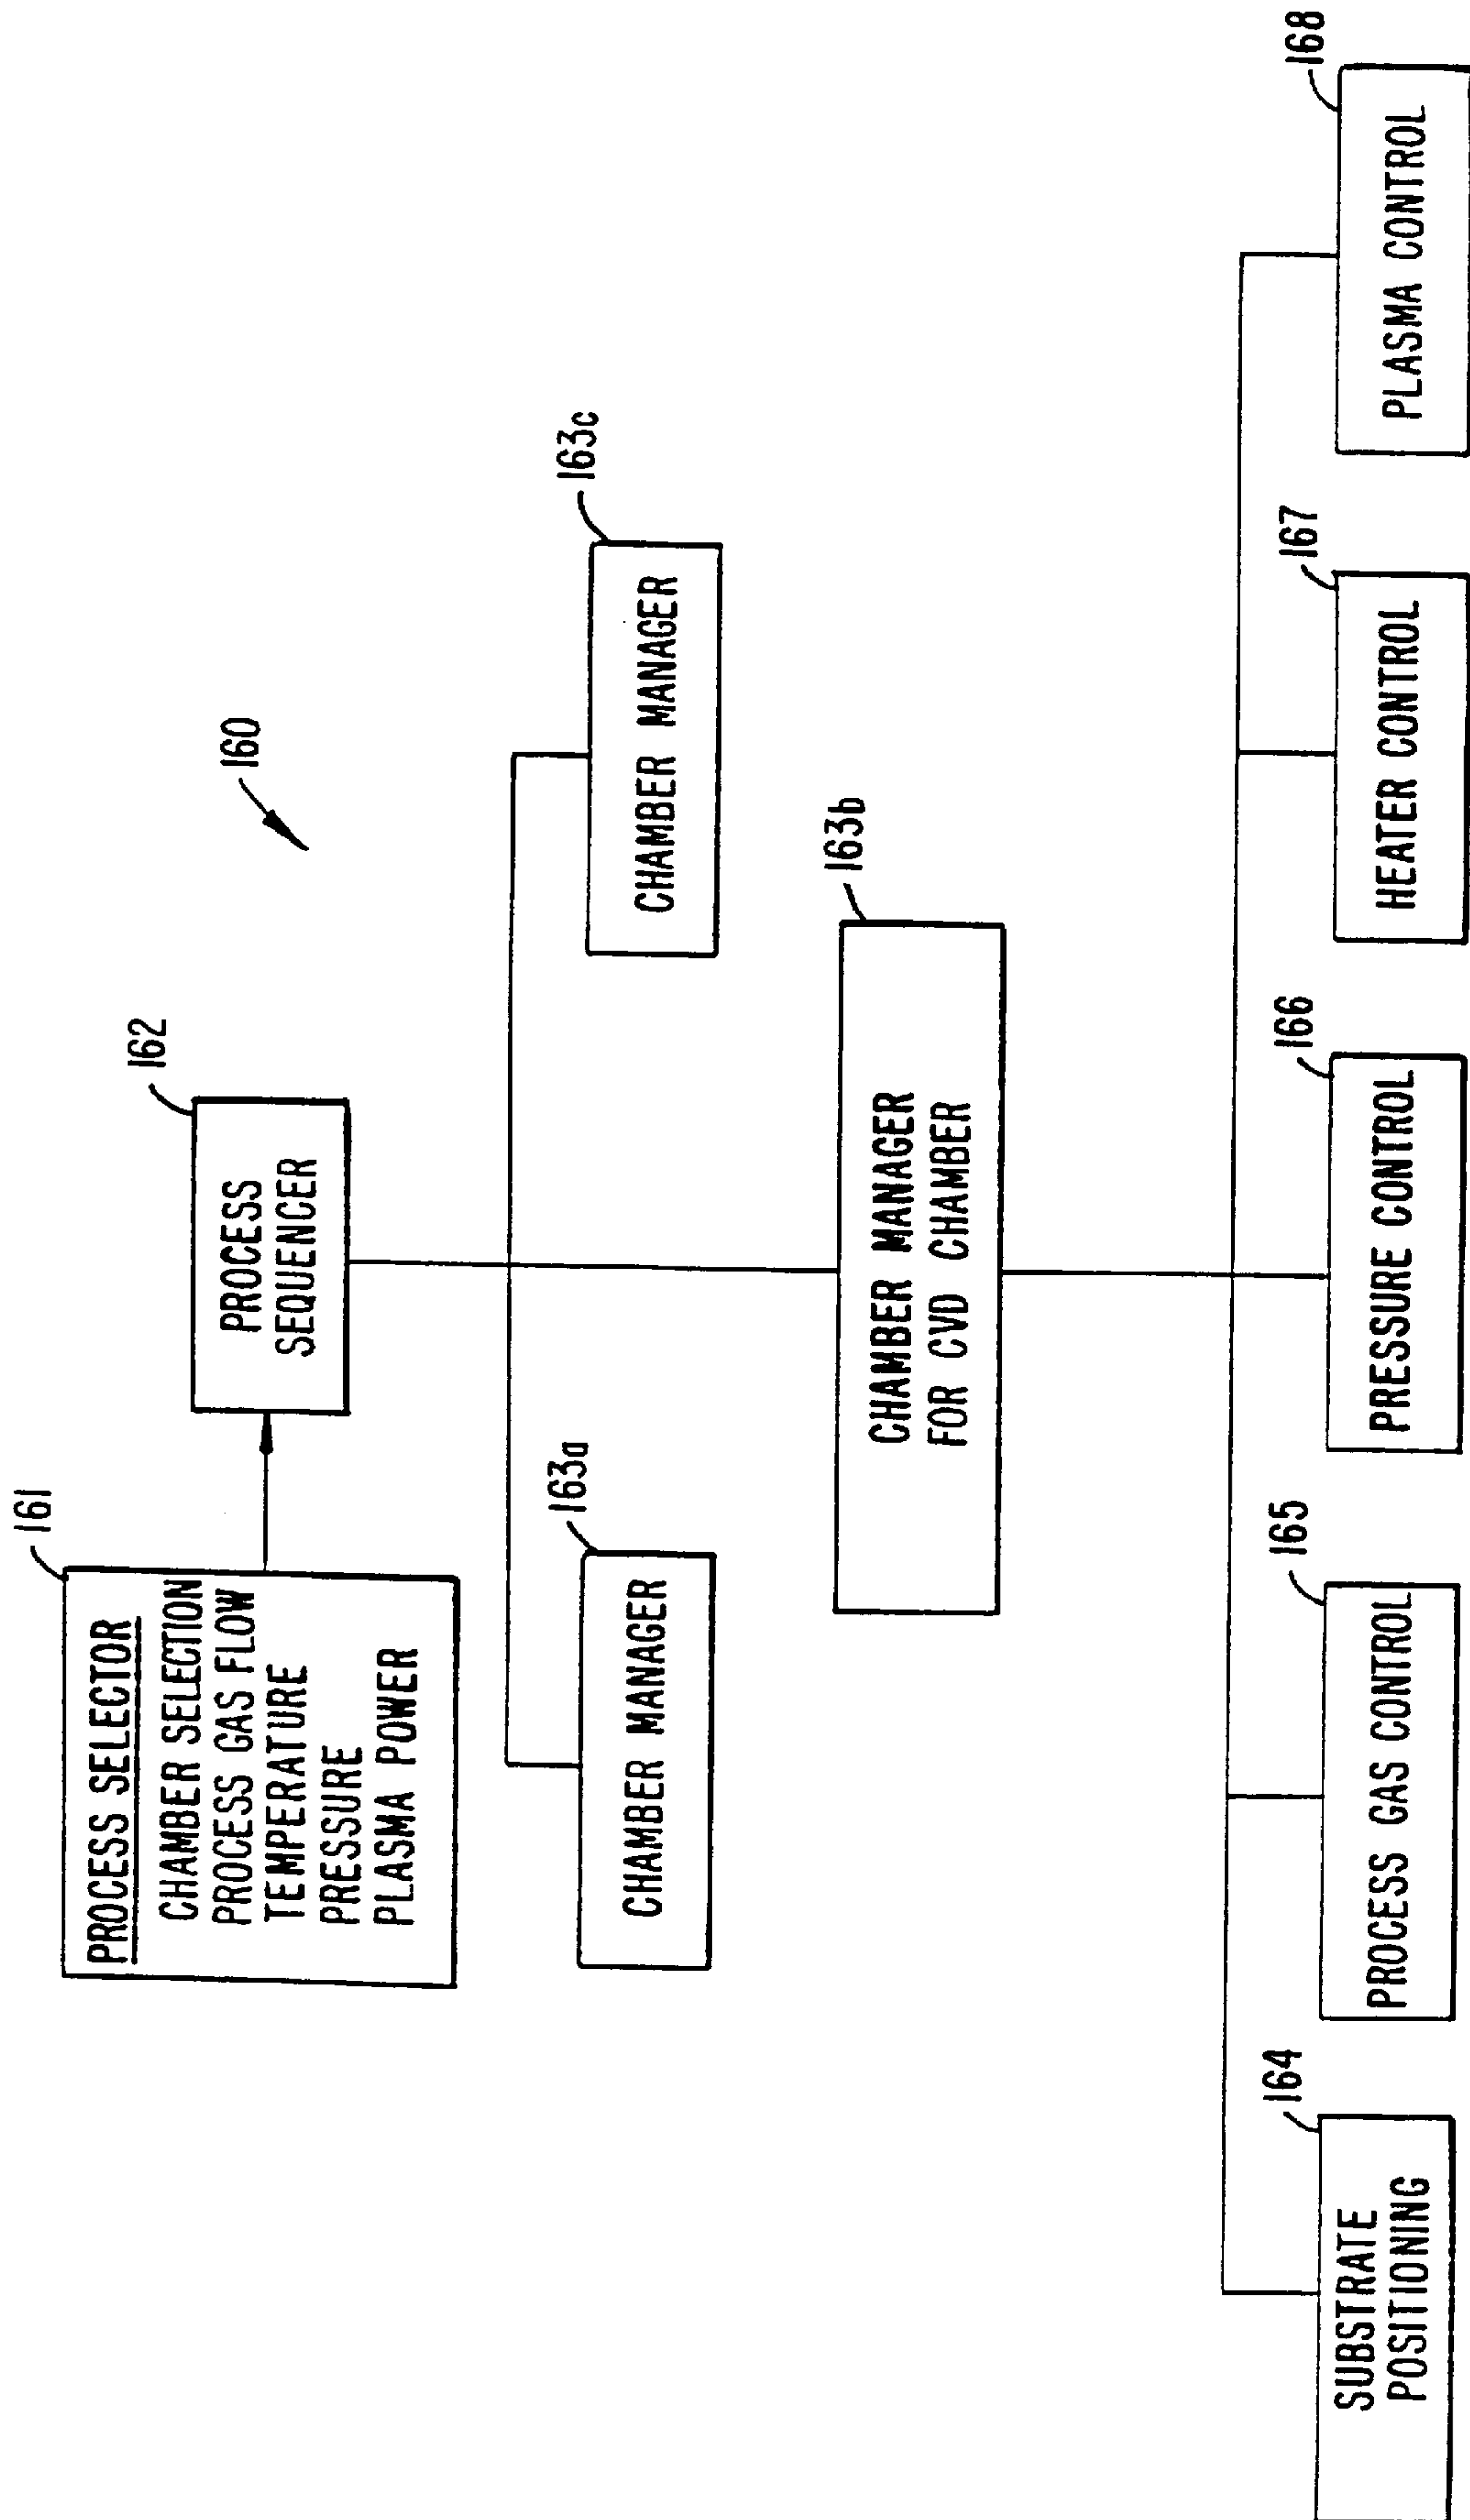 160
161
PROCESS SELECTOR
CHAMBER SELECTION
PROCESS GAS FLOW
TEMPERATURE
PRESSURE
PLASMA POWER
162
PROCESS
SEQUENCER
163a
CHAMBER MANAGER
163c
CHAMBER MANAGER
163b
CHAMBER MANAGER
FOR CVD CHAMBER
164
SUBSTRATE
POSITIONING
165
PROCESS GAS CONTROL
166
PRESSURE CONTROL
167
HEATER CONTROL
168
PLASMA CONTROL